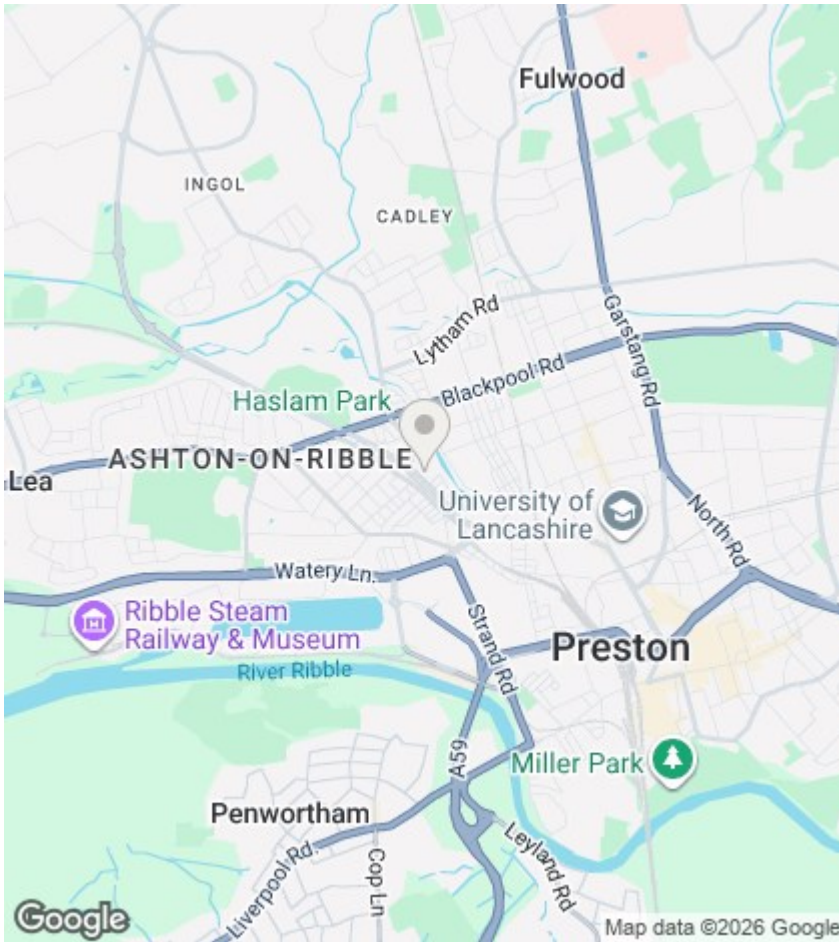 Fulwood
INGOL
CADLEY
Lytham Rd
Garstang Rd
Blackpool Rd
Haslam Park
ASHTON-ON-RIBBLE
Lea
University of
Lancashire
North Rd
Watery Ln.
Ribble Steam
Railway & Museum
Strand Rd
Preston
River Ribble
A59
Miller Park
Penwortham
Liverpool Rd.
Cop Ln
Leyland Rd
Google
Map data ©2026 Google